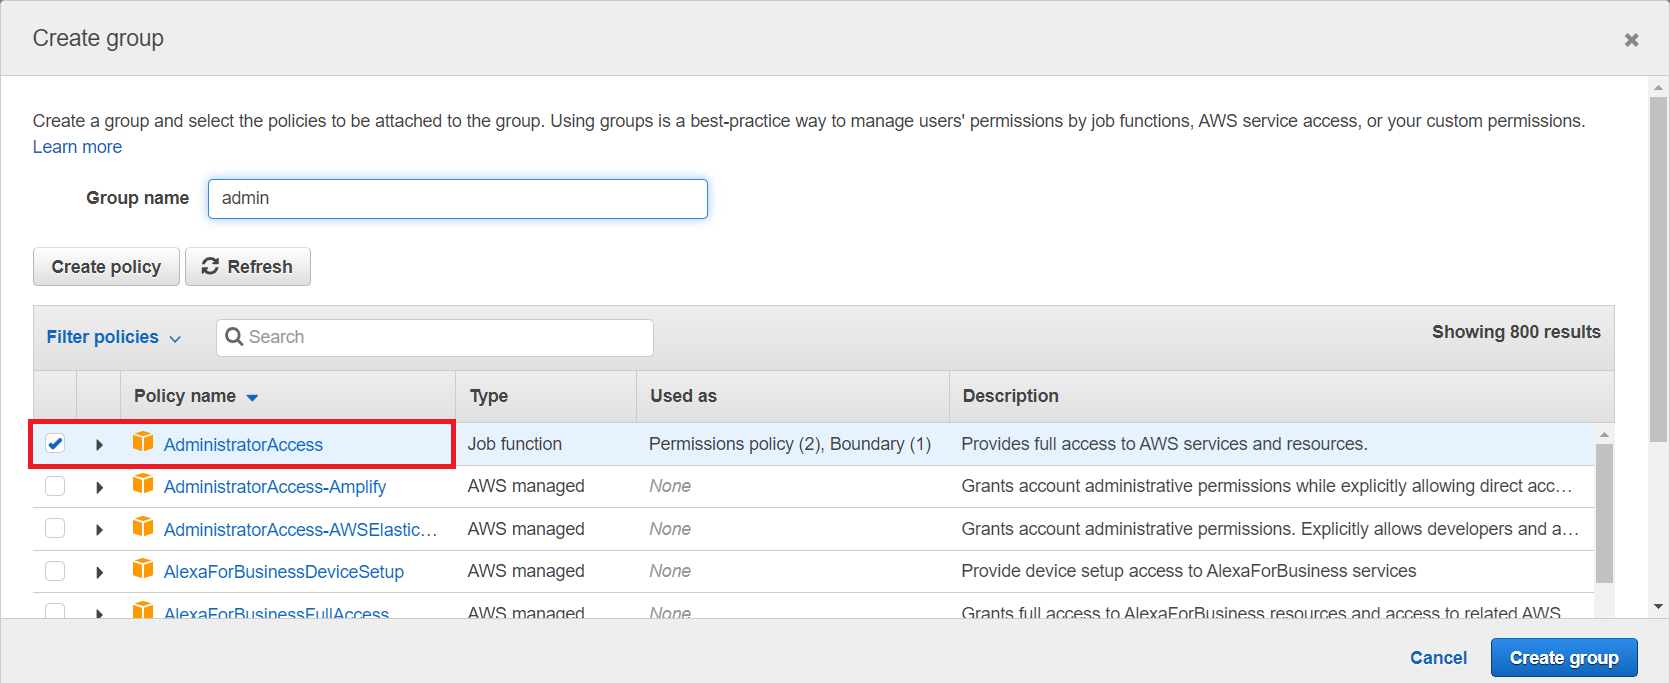 Create group
Create a group and select the policies to be attached to the group. Using groups is a best-practice way to manage users' permissions by job functions, AWS service access, or your custom permissions.
Learn more
Group name admin
Create policy Refresh
Filter policies Search Showing 800 results
Policy name Type Used as Description
AdministratorAccess Job function Permissions policy (2), Boundary (1) Provides full access to AWS services and resources.
AdministratorAccess-Amplify AWS managed None Grants account administrative permissions while explicitly allowing direct acc…
AdministratorAccess-AWSElastic… AWS managed None Grants account administrative permissions. Explicitly allows developers and a…
AlexaForBusinessDeviceSetup AWS managed None Provide device setup access to AlexaForBusiness services
AlexaForBusinessFullAccess AWS managed None Grants full access to AlexaForBusiness resources and access to related AWS
Cancel Create group